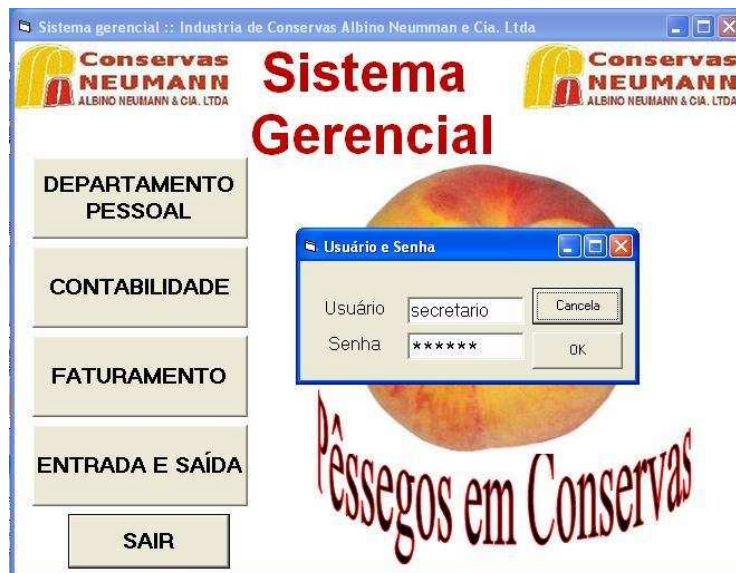 Sistema gerencial :: Industria de Conservas Albino Neumman e Cia. Ltda
Conservas
NEUMANN
ALBINO NEUMANN & CIA. LTDA
Sistema
Gerencial
Conservas
NEUMANN
ALBINO NEUMANN & CIA. LTDA
DEPARTAMENTO
PESSOAL
CONTABILIDADE
FATURAMENTO
ENTRADA E SAÍDA
SAIR
Usuário e Senha
Usuário
secretario
Cancela
Senha
******
OK
Pêssegos em Conservas